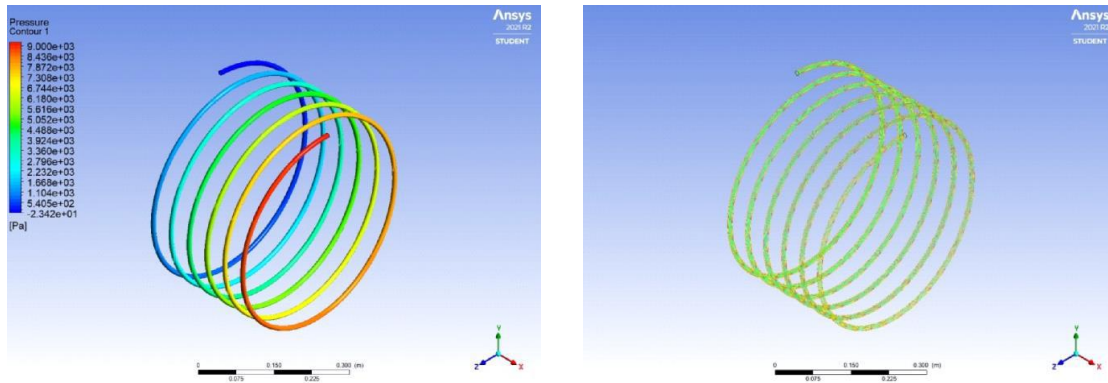 Pressure
Contour 1
9.000e+03
8.436e+03
7.872e+03
7.308e+03
6.744e+03
6.180e+03
5.616e+03
5.052e+03
4.488e+03
3.924e+03
3.360e+03
2.796e+03
2.232e+03
1.668e+03
1.104e+03
5.405e+02
-2.342e+01
[Pa]
Ansys
2021 R2
STUDENT
0 0.150 0.300 (m)
0.075 0.225
Y
Z X
Ansys
2021 R2
STUDENT
0 0.150 0.300 (m)
0.075 0.225
Y
Z X